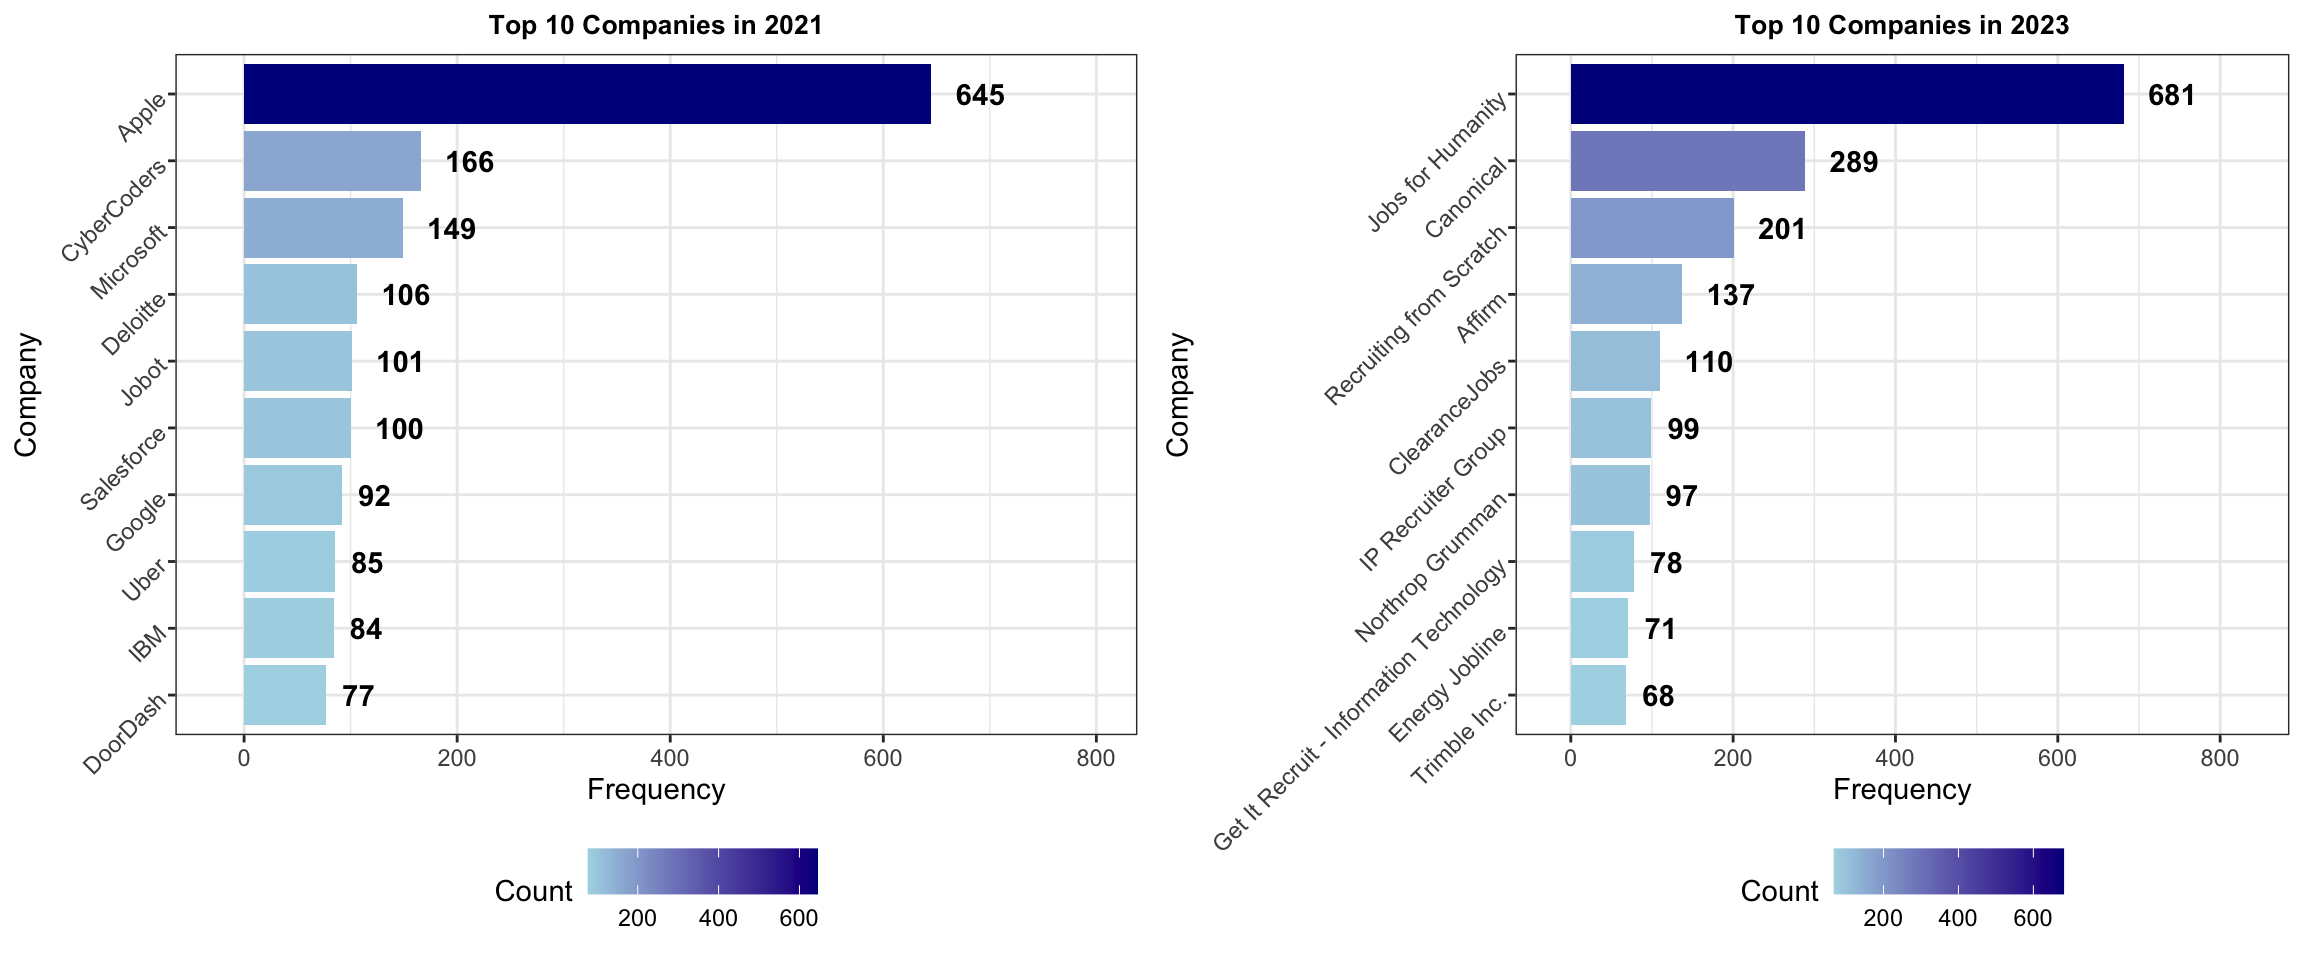 Top 10 Companies in 2021
Company
Apple
645
CyberCoders
166
Microsoft
149
Deloitte
106
Jobot
101
Salesforce
100
Google
92
Uber
85
IBM
84
DoorDash
77
0 200 400 600 800
Frequency
Count
200 400 600
Top 10 Companies in 2023
Company
Jobs for Humanity
681
Canonical
289
Recruiting from Scratch
201
Affirm
137
ClearanceJobs
110
IP Recruiter Group
99
Northrop Grumman
97
Get It Recruit - Information Technology
78
Energy Jobline
71
Trimble Inc.
68
0 200 400 600 800
Frequency
Count
200 400 600